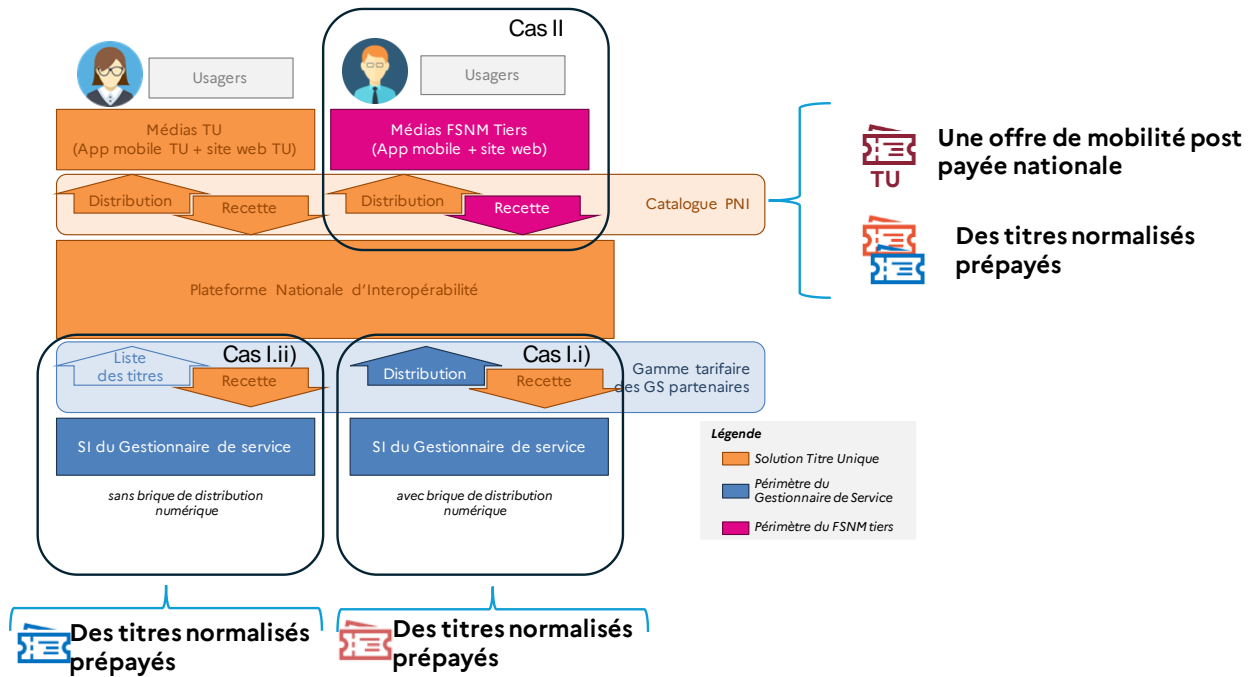 Cas II
Usagers
Usagers
Médias TU
(App mobile TU + site web TU)
Médias FSNM Tiers
(App mobile + site web)
Distribution
Recette
Distribution
Recette
Catalogue PNI
Une offre de mobilité post
payée nationale
TU
Des titres normalisés
prépayés
Plateforme Nationale d'Interopérabilité
Liste
des titres
Cas I.ii)
Recette
Distribution
Cas I.i)
Recette
Gamme tarifaire
des GS partenaires
SI du Gestionnaire de service
SI du Gestionnaire de service
sans brique de distribution
numérique
avec brique de distribution
numérique
Légende
Solution Titre Unique
Périmètre du
Gestionnaire de Service
Périmètre du FSNM tiers
Des titres normalisés
prépayés
Des titres normalisés
prépayés